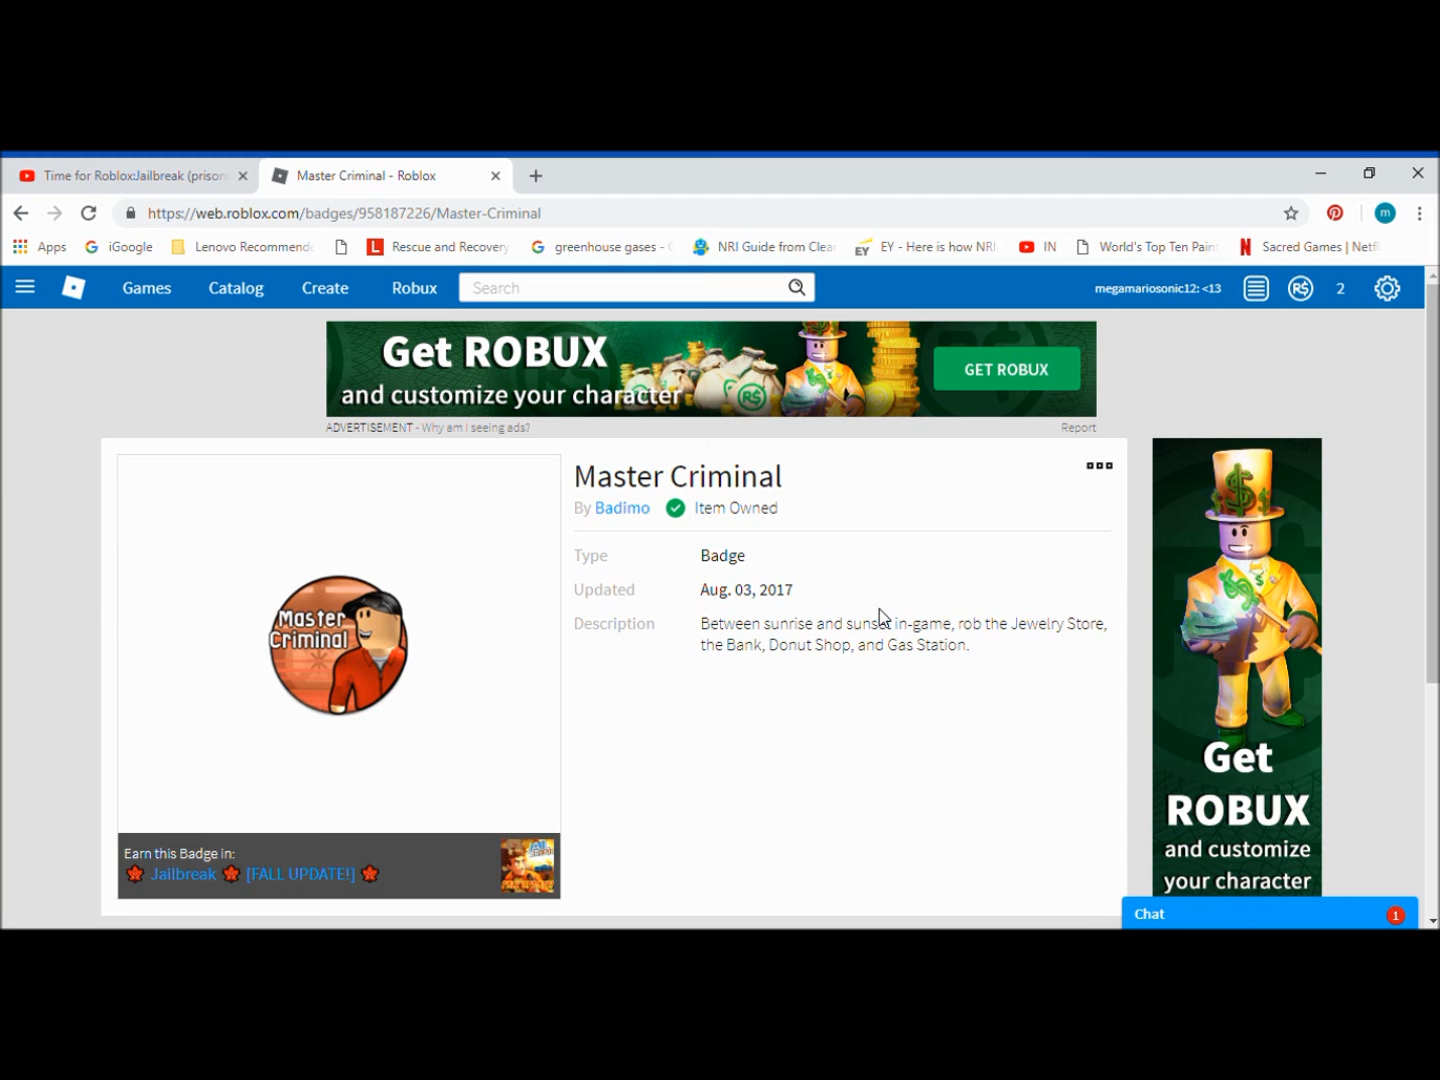 Time for Roblox:Jailbreak (prison
Master Criminal - Roblox
https://web.roblox.com/badges/958187226/Master-Criminal
m
Apps
G iGoogle
Lenovo Recommend
L Rescue and Recovery
G greenhouse gases -
NRI Guide from Clea
EY EY - Here is how NRI
IN
World's Top Ten Pain
N Sacred Games | Netfl
Games
Catalog
Create
Robux
Search
megamariosonic12: <13
R$
2
Get ROBUX
and customize your character
R$
GET ROBUX
ADVERTISEMENT - Why am I seeing ads?
Report
Master Criminal
By Badimo
Item Owned
Type
Badge
Updated
Aug. 03, 2017
Description
Between sunrise and sunset in-game, rob the Jewelry Store,
the Bank, Donut Shop, and Gas Station.
Master
Criminal
Earn this Badge in:
Jailbreak [FALL UPDATE!]
Get
ROBUX
and customize
your character
Chat
1